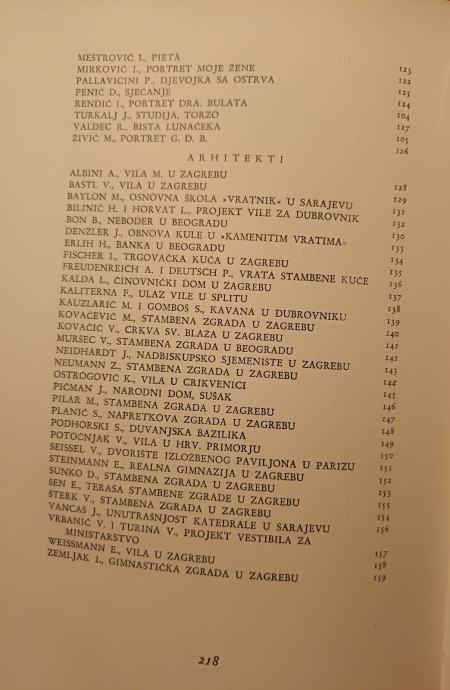 MEŠTROVIĆ I., PIETÀ 123
MIRKOVIĆ I., PORTRET MOJE ŽENE 122
PALLAVICINI P., DJEVOJKA SA OSTRVA 125
PENIĆ D., SJEĆANJE 124
RENDIĆ I., PORTRET DRA. BULATA 104
TURKALJ J., STUDIJA, TORZO 127
VALDEC R., BISTA LUNAČEKA 105
ŽIVIĆ M., PORTRET G. D. B. 126
ARHITEKTI
ALBINI A., VILA M. U ZAGREBU 128
BASTL V., VILA U ZAGREBU 129
BAYLON M., OSNOVNA ŠKOLA »VRATNIK« U SARAJEVU 131
BILINIĆ H. I HORVAT L., PROJEKT VILE ZA DUBROVNIK 132
BON B., NEBODER U BEOGRADU 130
DENZLER J., OBNOVA KULE U »KAMENITIM VRATIMA« 133
ERLIH H., BANKA U BEOGRADU 134
FISCHER I., TRGOVAČKA KUĆA U ZAGREBU 135
FREUDENREICH A. I DEUTSCH P., VRATA STAMBENE KUĆE 136
KALDA L., ČINOVNIČKI DOM U ZAGREBU 137
KALITERNA F., ULAZ VILE U SPLITU 138
KAUZLARIĆ M. I GOMBOŠ S., KAVANA U DUBROVNIKU 139
KOVAČEVIĆ M., STAMBENA ZGRADA U ZAGREBU 140
KOVAČIĆ V., CRKVA SV. BLAŽA U ZAGREBU 141
MURŠEC V., STAMBENA ZGRADA U BEOGRADU 142
NEIDHARDT J., NADBISKUPSKO SJEMENIŠTE U ZAGREBU 143
NEUMANN Z., STAMBENA ZGRADA U ZAGREBU 144
OSTROGOVIĆ K., VILA U CRIKVENICI 145
PIČMAN J., NARODNI DOM, SUŠAK 146
PILAR M., STAMBENA ZGRADA U ZAGREBU 147
PLANIĆ S., NAPRETKOVA ZGRADA U ZAGREBU 148
PODHORSKI S., DUVANJSKA BAZILIKA 149
POTOČNJAK V., VILA U HRV. PRIMORJU 150
SEISSEL V., DVORIŠTE IZLOŽBENOG PAVILJONA U PARIZU 151
STEINMANN E., REALNA GIMNAZIJA U ZAGREBU 152
SUNKO D., STAMBENA ZGRADA U ZAGREBU 153
ŠEN E., TERASA STAMBENE ZGRADE U ZAGREBU 155
ŠTERK V., STAMBENA ZGRADA U ZAGREBU 154
VANCAŠ J., UNUTRAŠNJOST KATEDRALE U SARAJEVU 156
VRBANIĆ V. I TURINA V., PROJEKT VESTIBILA ZA
MINISTARSTVO 157
WEISSMANN E., VILA U ZAGREBU 158
ZEMLJAK I., GIMNASTIČKA ZGRADA U ZAGREBU 159
218